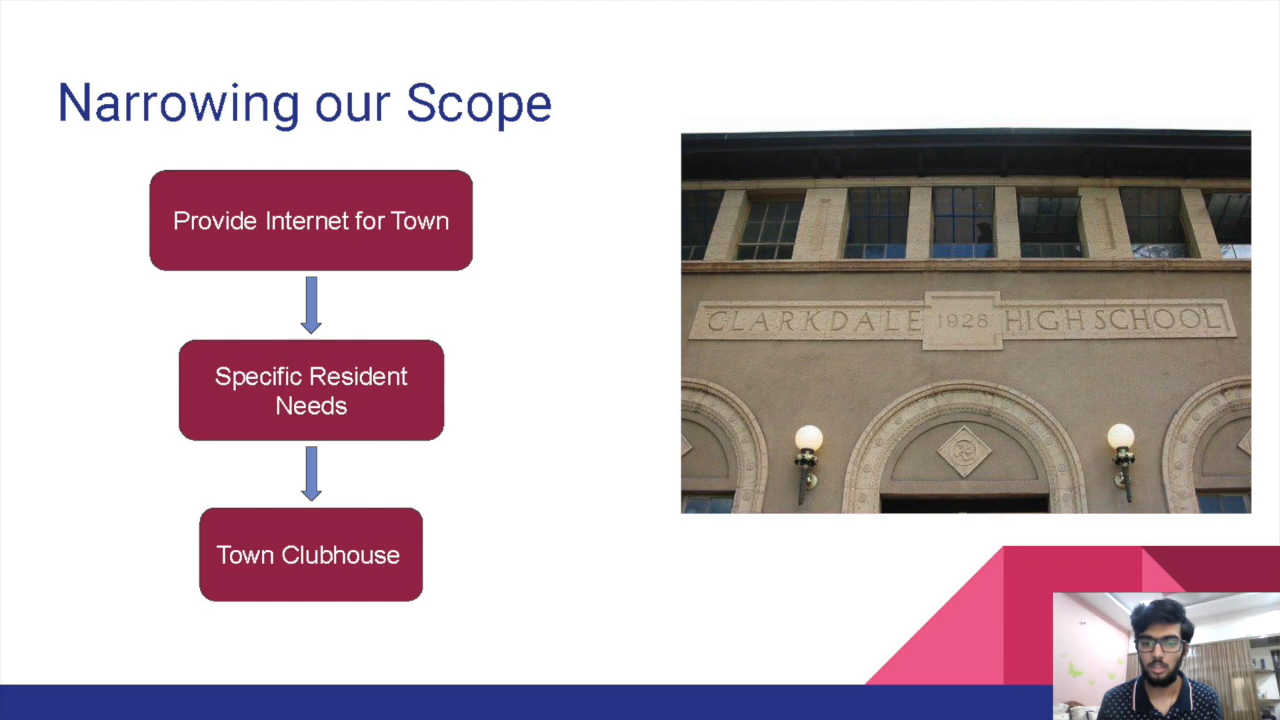 Narrowing our Scope
Provide Internet for Town
Specific Resident
Needs
Town Clubhouse
CLARKDALE 1928 HIGH SCHOOL